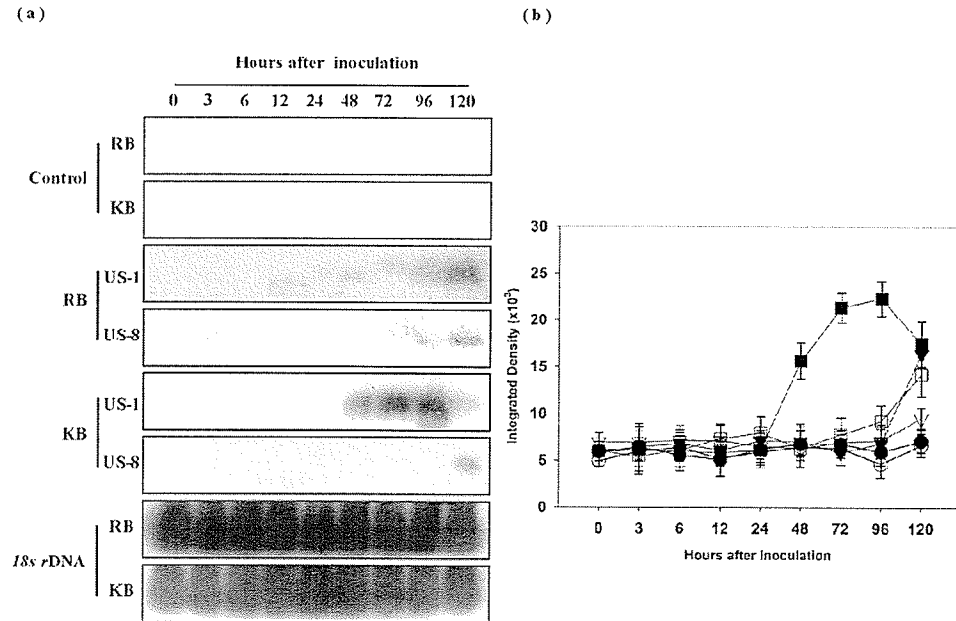 (a)
(b)
Hours after inoculation
0 3 6 12 24 48 72 96 120
Control
RB
KB
RB
US-1
US-8
KB
US-1
US-8
18s rDNA
RB
KB
Integrated Density (x10³)
30
25
20
15
10
5
0
0 3 6 12 24 48 72 96 120
Hours after Inoculation